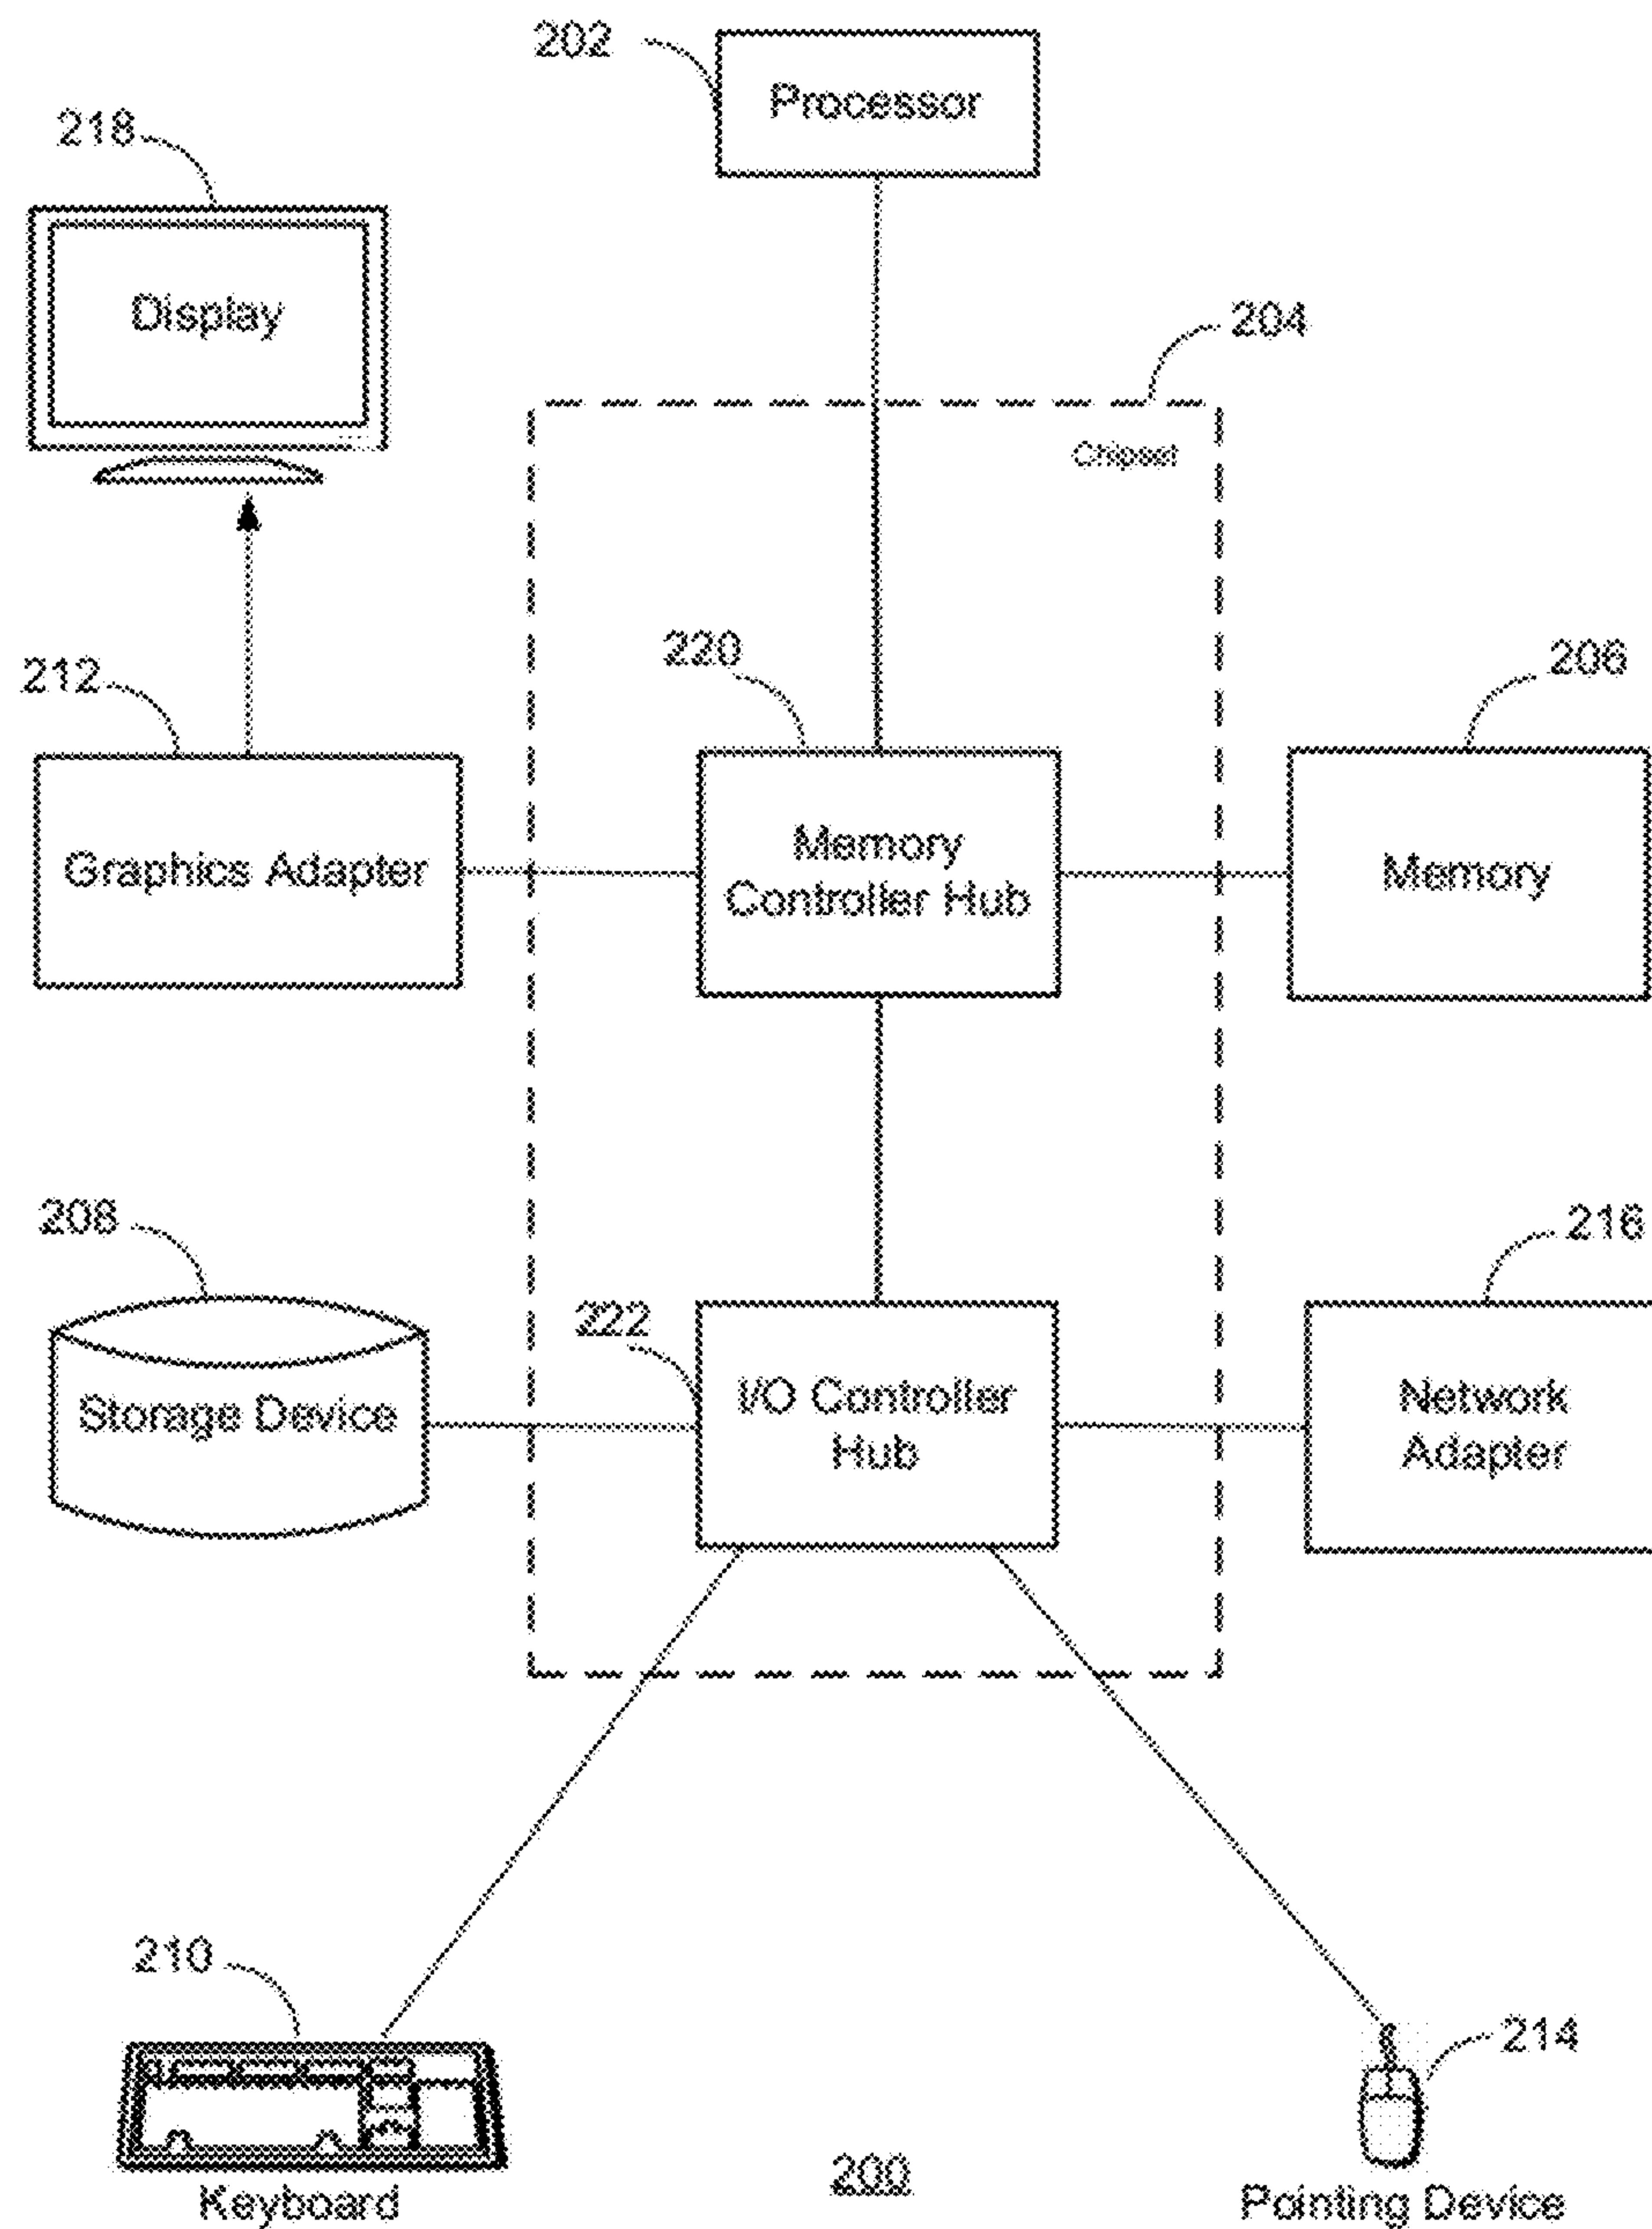 202
Processor
218
Display
204
Chipset
220
206
212
Memory
Controller Hub
Graphics Adapter
Memory
208
216
222
I/O Controller
Hub
Storage Device
Network
Adapter
210
214
200
Keyboard
Pointing Device